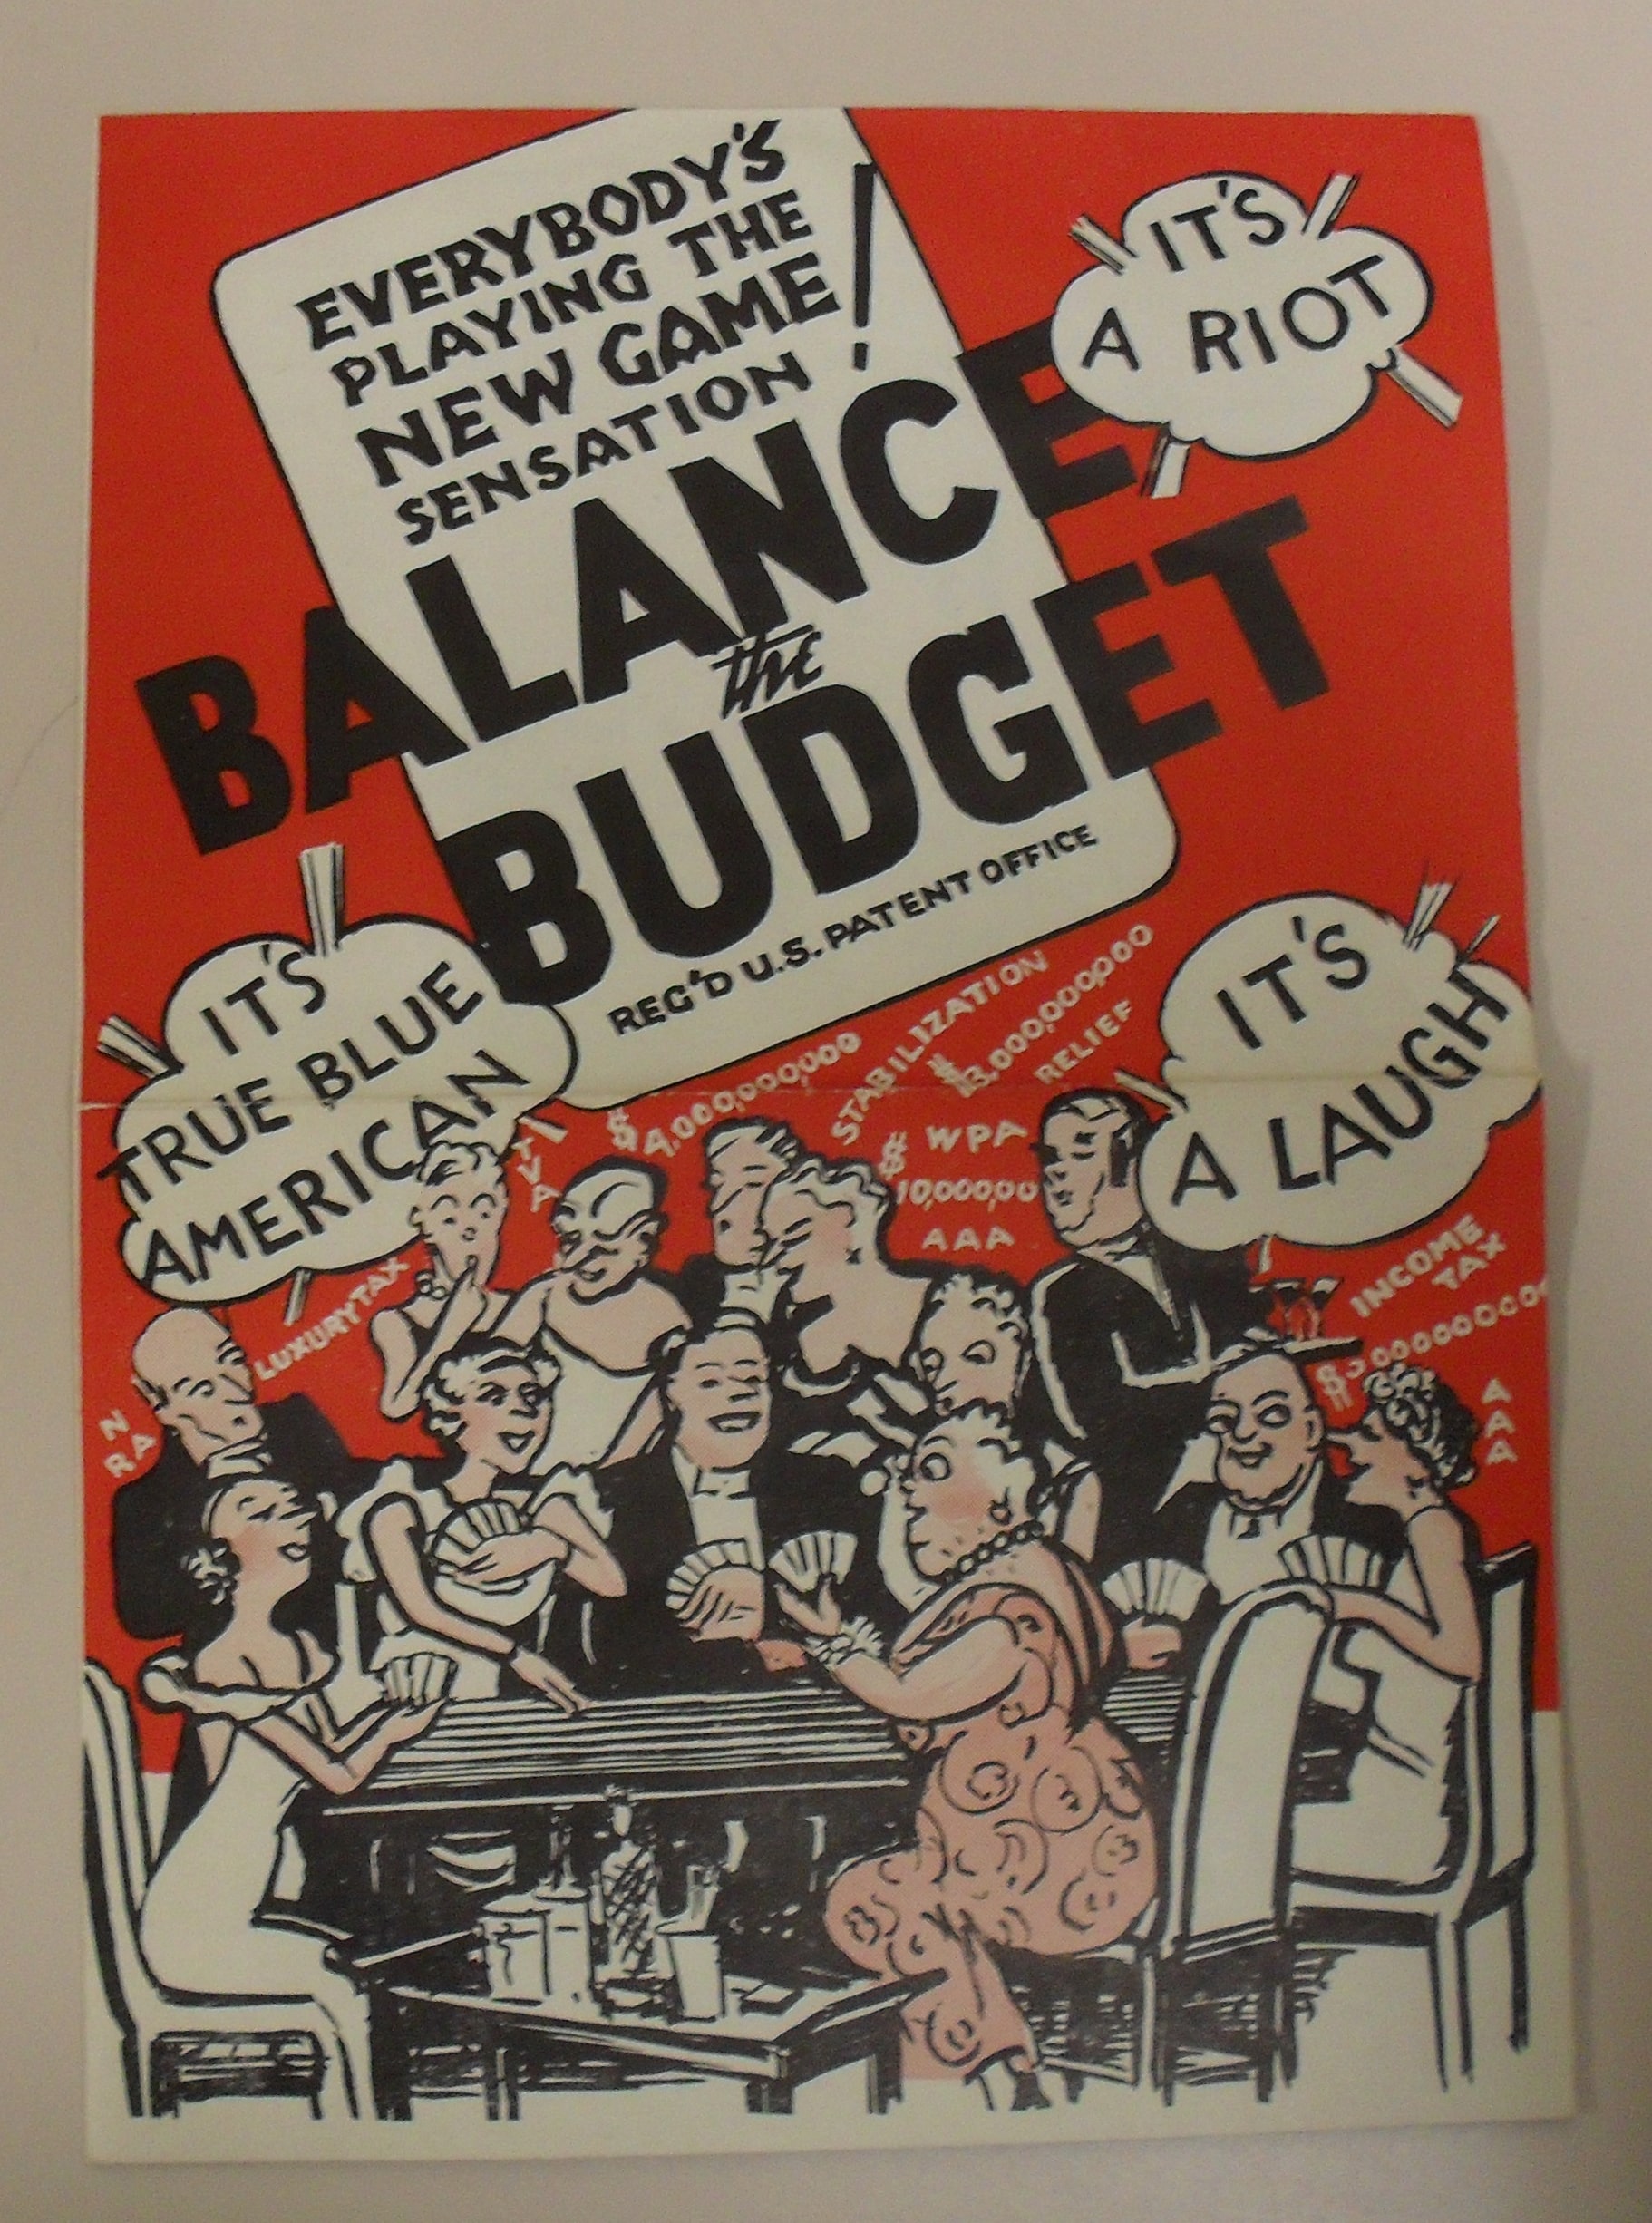 EVERYBODY'S
PLAYING THE
NEW GAME
SENSATION!
BALANCE
the
BUDGET
REG'D U.S. PATENT OFFICE
IT'S
A RIOT
IT'S
TRUE BLUE
AMERICAN
IT'S
A LAUGH
STABILIZATION
RELIEF
TVA
$4,000,000,000
$ WPA
AAA
LUXURY TAX
INCOME
TAX
N
RA
AAA